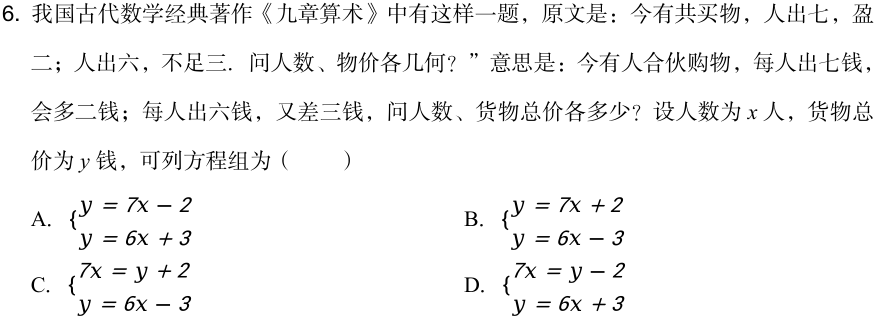 6. 我国古代数学经典著作《九章算术》中有这样一题，原文是：今有共买物，人出七，盈
二；人出六，不足三．问人数、物价各几何？”意思是：今有人合伙购物，每人出七钱，
会多二钱；每人出六钱，又差三钱，问人数、货物总价各多少？设人数为 x 人，货物总
价为 y 钱，可列方程组为（　　）
A. {y = 7x − 2
y = 6x + 3
B. {y = 7x + 2
y = 6x − 3
C. {7x = y + 2
y = 6x − 3
D. {7x = y − 2
y = 6x + 3